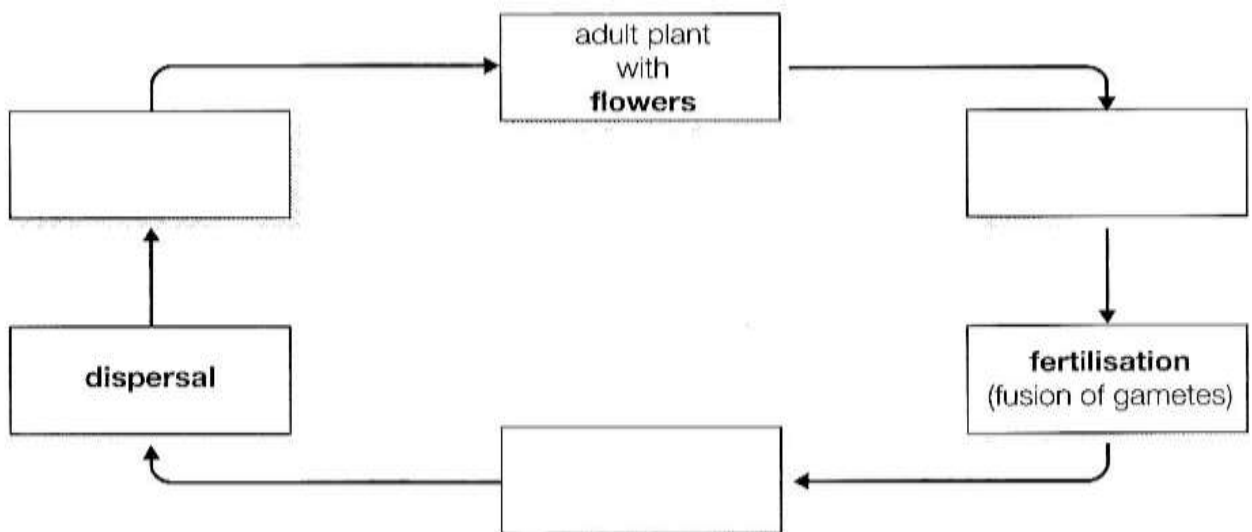 adult plant
with
flowers
dispersal
fertilisation
(fusion of gametes)